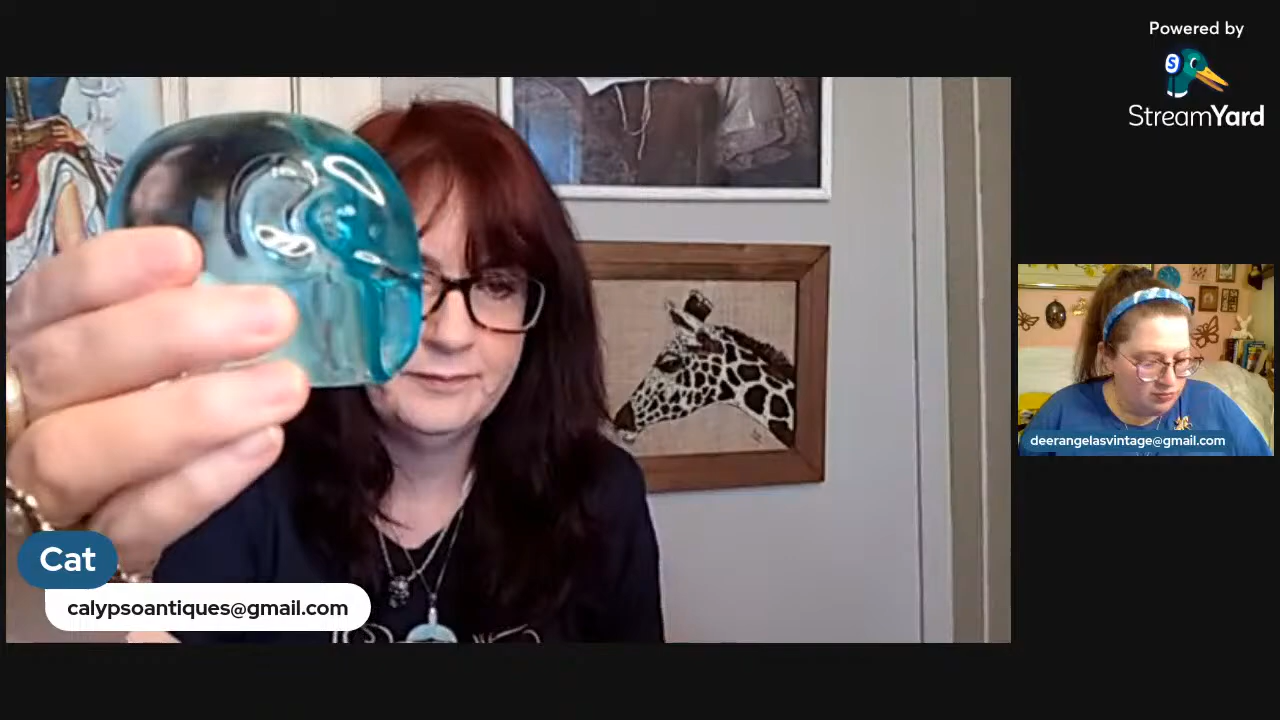 Powered by
StreamYard
deerangelasvintage@gmail.com
Cat
calypsoantiques@gmail.com